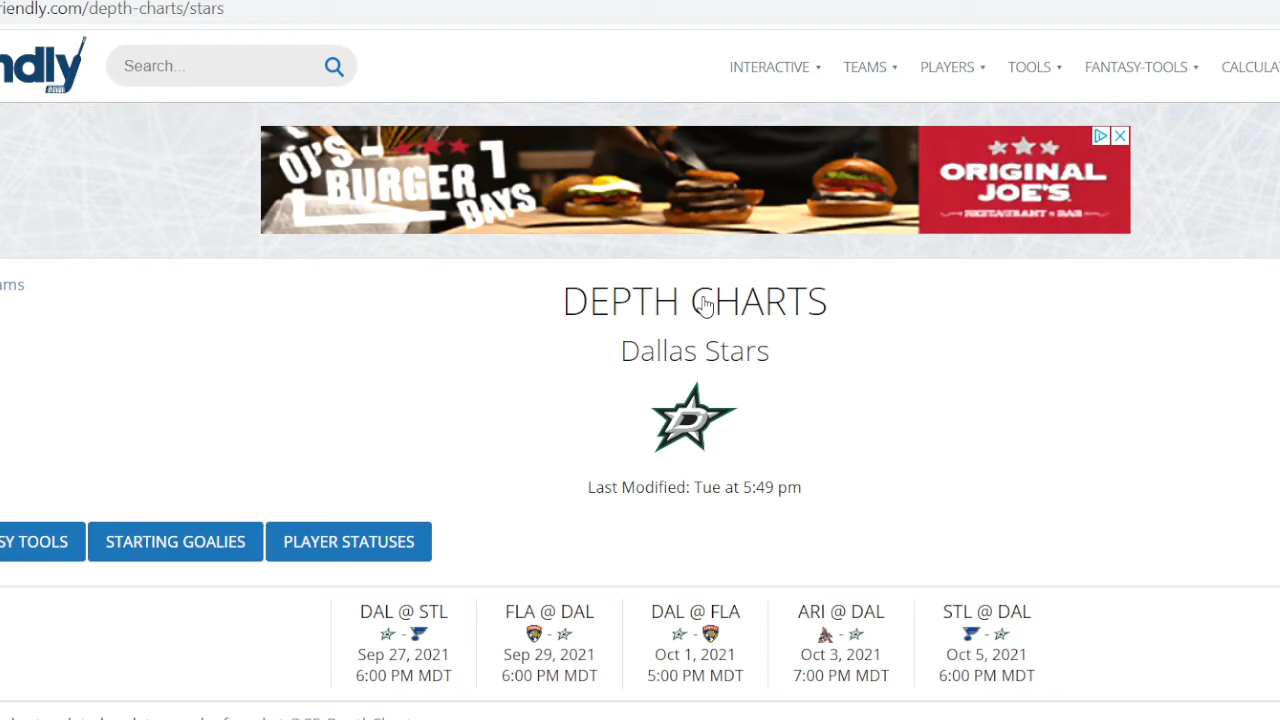 riendly.com/depth-charts/stars
ndly
Search...
INTERACTIVE
TEAMS
PLAYERS
TOOLS
FANTASY-TOOLS
CALCULA
OJ'S
BURGER
7
DAYS
ORIGINAL
JOE'S
RESTAURANT + BAR
ams
DEPTH CHARTS
Dallas Stars
D
Last Modified: Tue at 5:49 pm
SY TOOLS
STARTING GOALIES
PLAYER STATUSES
DAL @ STL
-
Sep 27, 2021
6:00 PM MDT
FLA @ DAL
-
Sep 29, 2021
6:00 PM MDT
DAL @ FLA
-
Oct 1, 2021
5:00 PM MDT
ARI @ DAL
-
Oct 3, 2021
7:00 PM MDT
STL @ DAL
-
Oct 5, 2021
6:00 PM MDT